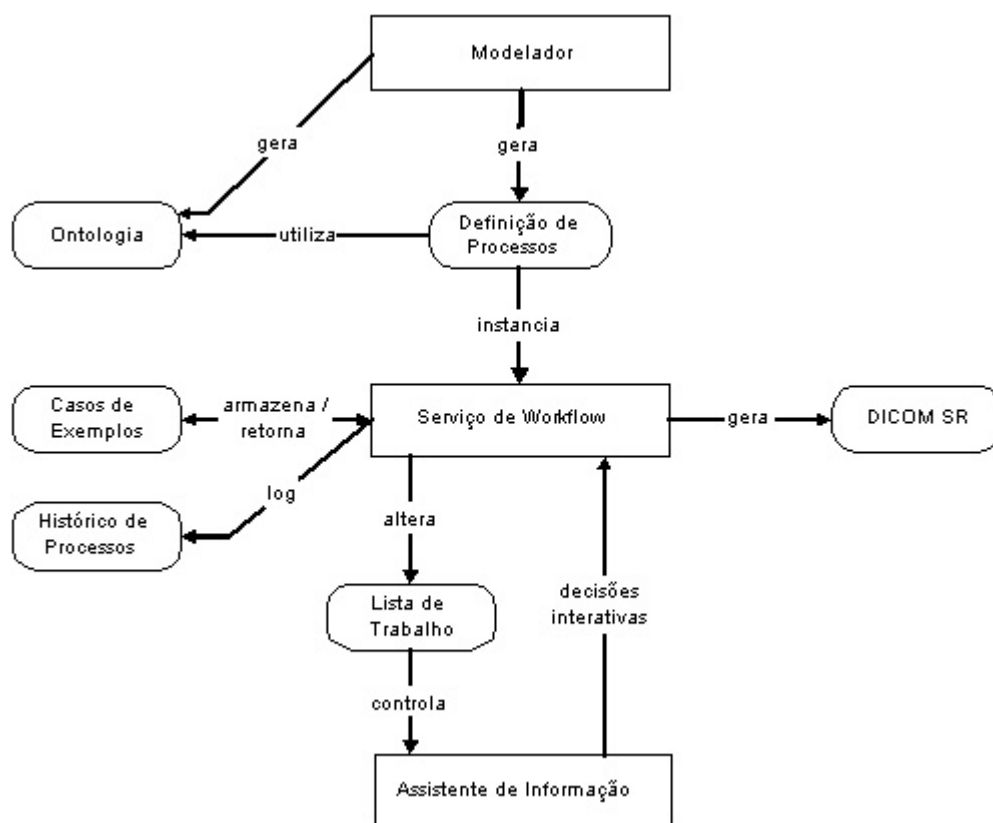 Modelador
gera
gera
Ontologia
utiliza
Definição de
Processos
instancia
Casos de
Exemplos
armazena /
retorna
Serviço de Workflow
gera
DICOM SR
log
Histórico de
Processos
altera
Lista de
Trabalho
decisões
interativas
controla
Assistente de Informação